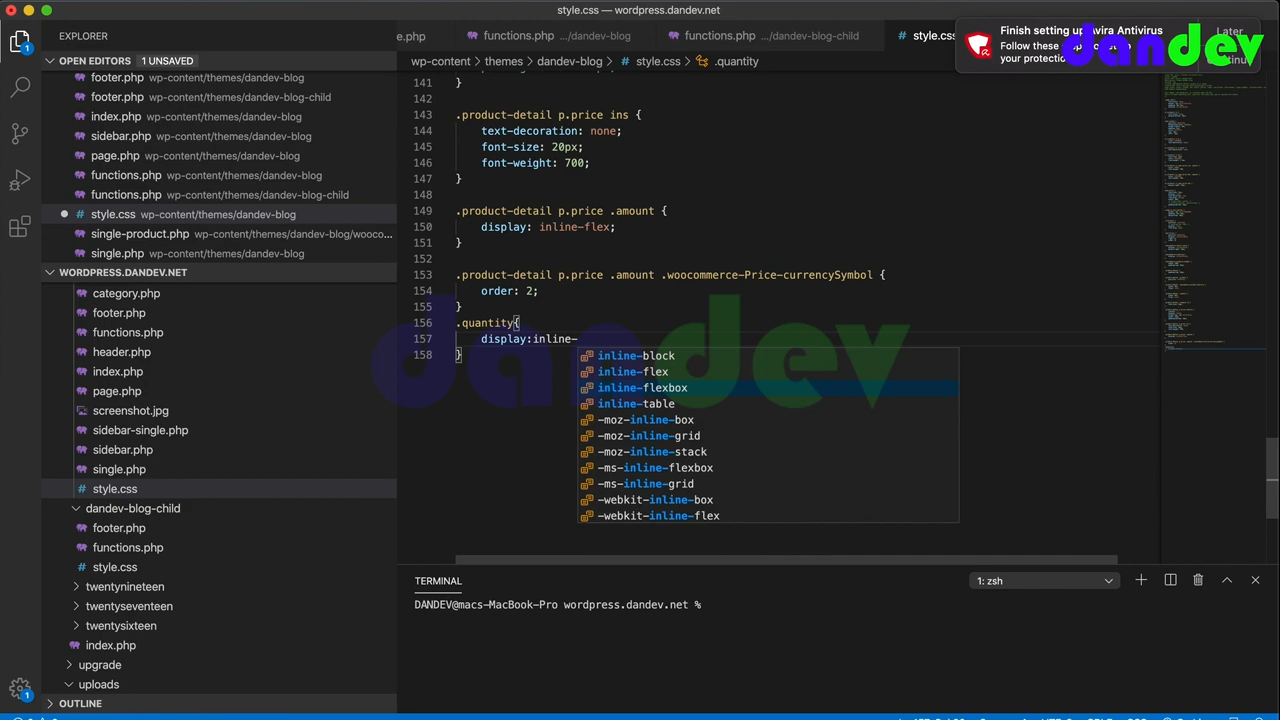 style.css — wordpress.dandev.net
EXPLORER
e.php
functions.php .../dandev-blog
functions.php .../dandev-blog-child
style.css
Finish setting up Avira Antivirus
Follow these
your protection
Later
dandev
OPEN EDITORS 1 UNSAVED
wp-content > themes > dandev-blog > # style.css > .quantity
footer.php wp-content/themes/dandev-blog
footer.php wp-content/themes/dandev-blog-child
index.php wp-content/themes/dandev-blog
sidebar.php wp-content/themes/dandev-blog
page.php wp-content/themes/dandev-blog
functions.php wp-content/themes/dandev-blog
functions.php wp-content/themes/dandev-blog-child
# style.css wp-content/themes/dandev-blog
single-product.php wp-content/themes/dandev-blog/wooco...
single.php wp-content/themes/dandev-blog
WORDPRESS.DANDEV.NET
category.php
footer.php
functions.php
header.php
index.php
page.php
screenshot.jpg
sidebar-single.php
sidebar.php
single.php
# style.css
dandev-blog-child
footer.php
functions.php
# style.css
twentynineteen
twentyseventeen
twentysixteen
index.php
upgrade
uploads
OUTLINE
1
1
141 }
142
143 .product-detail p.price ins {
144 text-decoration: none;
145 font-size: 20px;
146 font-weight: 700;
147 }
148
149 .product-detail p.price .amount {
150 display: inline-flex;
151 }
152
153 .product-detail p.price .amount .woocommerce-Price-currencySymbol {
154 order: 2;
155 }
156 .quantity{
157 display:inline-
158 }
inline-block
inline-flex
inline-flexbox
inline-table
-moz-inline-box
-moz-inline-grid
-moz-inline-stack
-ms-inline-flexbox
-ms-inline-grid
-webkit-inline-box
-webkit-inline-flex
dandev
TERMINAL
1: zsh
DANDEV@macs-MacBook-Pro wordpress.dandev.net %